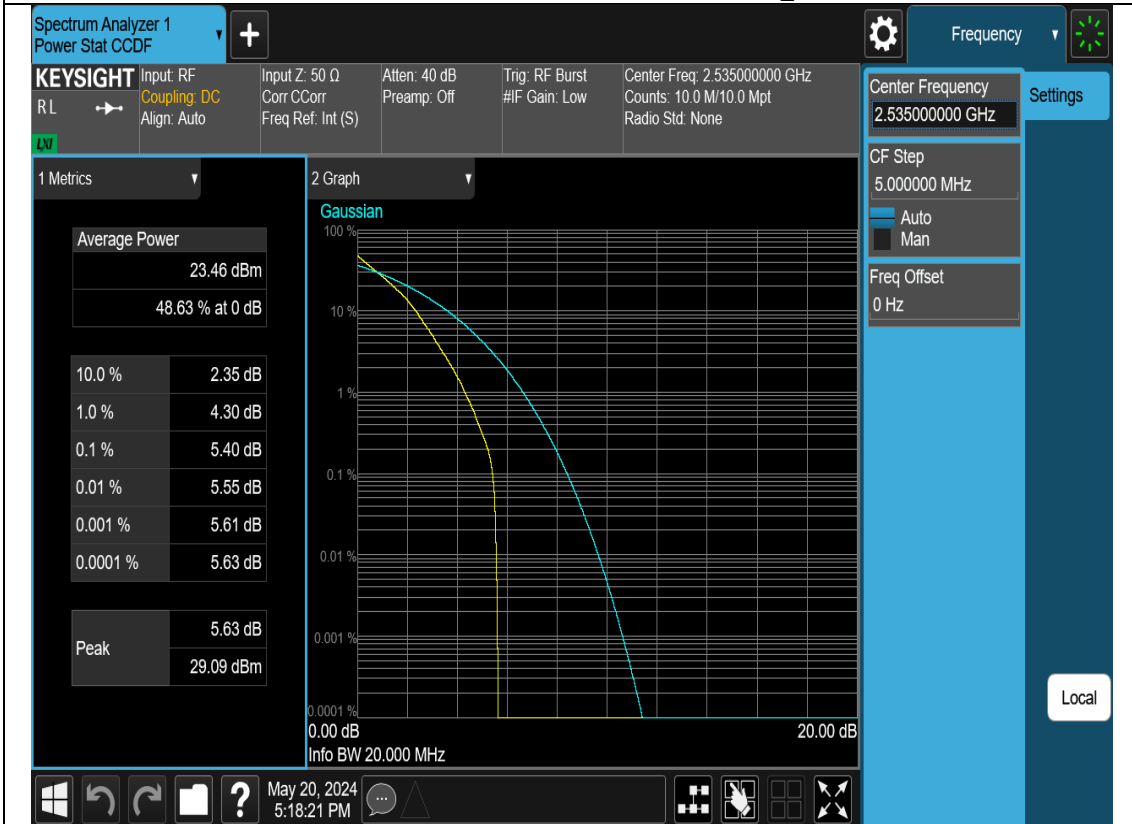 Spectrum Analyzer 1
Power Stat CCDF
Frequency
KEYSIGHT
RL
LXI
Input: RF
Coupling: DC
Align: Auto
Input Z: 50 Ω
Corr CCorr
Freq Ref: Int (S)
Atten: 40 dB
Preamp: Off
Trig: RF Burst
#IF Gain: Low
Center Freq: 2.535000000 GHz
Counts: 10.0 M/10.0 Mpt
Radio Std: None
Center Frequency
2.535000000 GHz
Settings
CF Step
5.000000 MHz
Auto
Man
Freq Offset
0 Hz
Local
1 Metrics
Average Power
23.46 dBm
48.63 % at 0 dB
10.0 % 2.35 dB
1.0 % 4.30 dB
0.1 % 5.40 dB
0.01 % 5.55 dB
0.001 % 5.61 dB
0.0001 % 5.63 dB
Peak
5.63 dB
29.09 dBm
2 Graph
Gaussian
100 %
10 %
1 %
0.1 %
0.01 %
0.001 %
0.0001 %
0.00 dB 20.00 dB
Info BW 20.000 MHz
?
May 20, 2024
5:18:21 PM